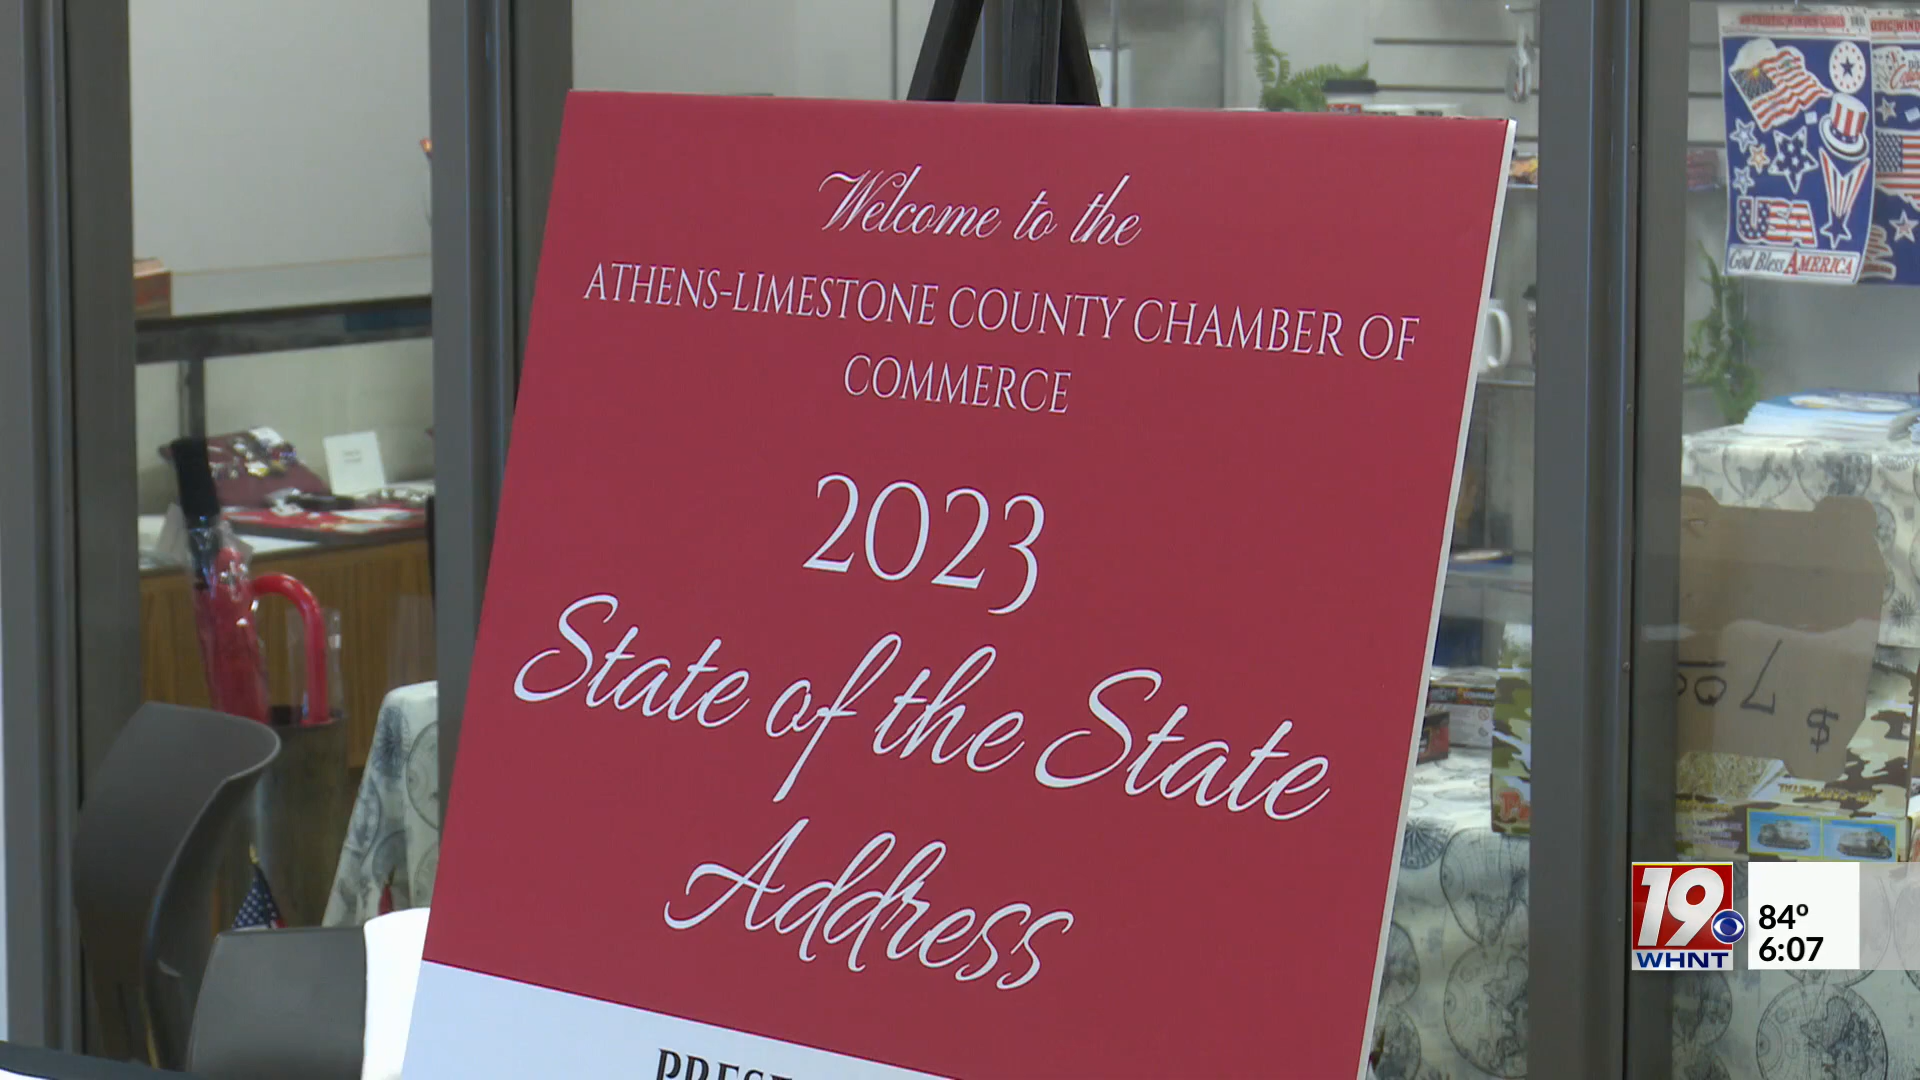 Welcome to the
ATHENS-LIMESTONE COUNTY CHAMBER OF
COMMERCE
2023
State of the State
Address
USA
God Bless AMERICA
$
19
WHNT
84º
6:07